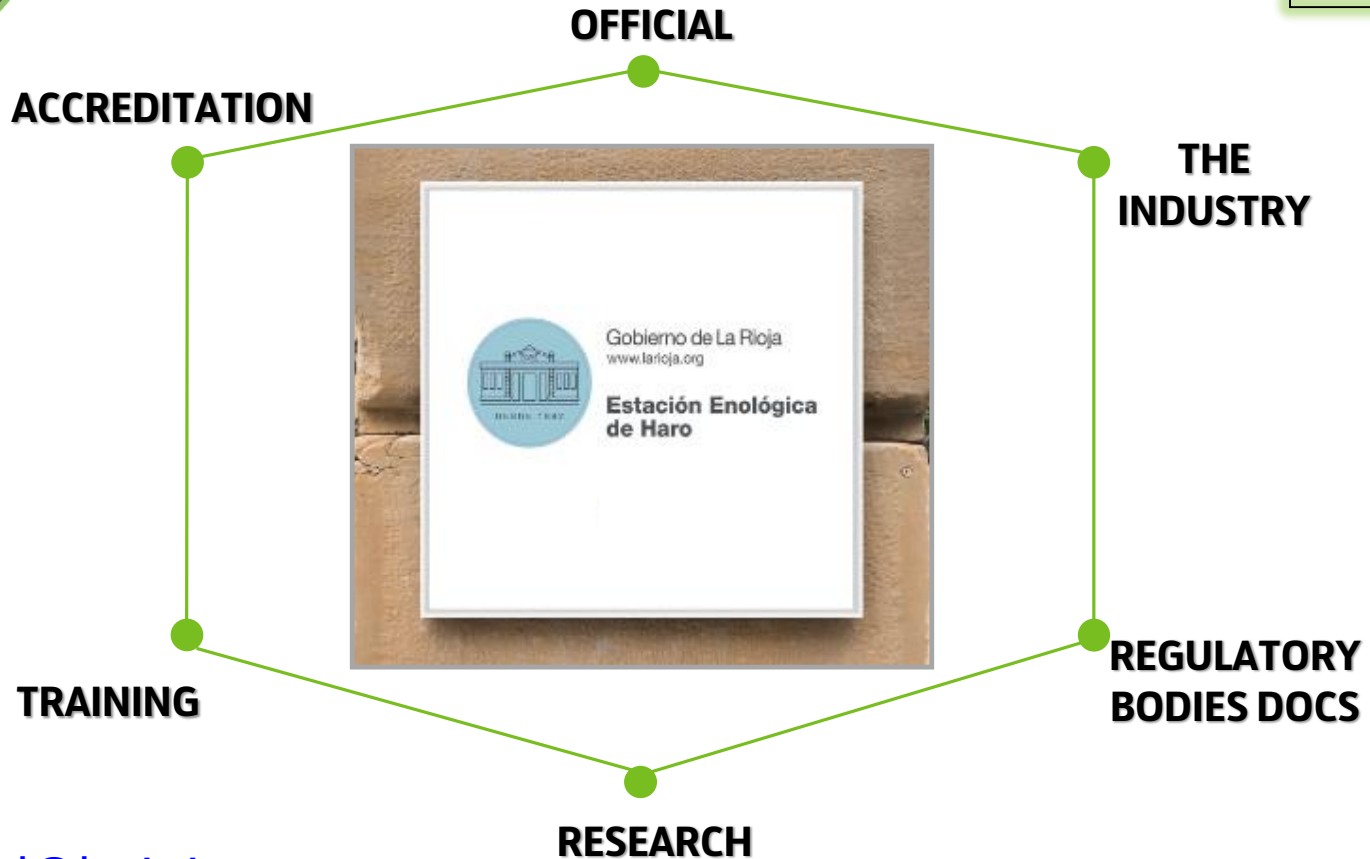 OFFICIAL
ACCREDITATION
THE
INDUSTRY
Gobierno de La Rioja
www.larioja.org
Estación Enológica
de Haro
REGULATORY
BODIES DOCS
TRAINING
RESEARCH